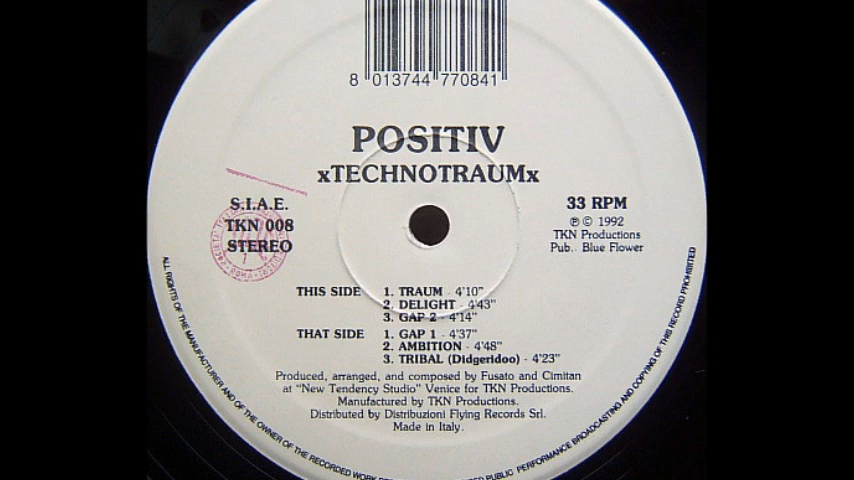 8 013744 770841
POSITIV
xTECHNOTRAUMx
S.I.A.E.
TKN 008
STEREO
33 RPM
℗ © 1992
TKN Productions
Pub.. Blue Flower
THIS SIDE 1. TRAUM - 4'10"
2. DELIGHT - 4'43"
3. GAP 2 - 4'14"
THAT SIDE 1. GAP 1 - 4'37"
2. AMBITION - 4'48"
3. TRIBAL (Didgeridoo) - 4'23"
Produced, arranged, and composed by Fusato and Cimitan
at "New Tendency Studio" Venice for TKN Productions.
Manufactured by TKN Productions.
Distributed by Distribuzioni Flying Records Srl.
Made in Italy.
ALL RIGHTS OF THE MANUFACTURER AND OF THE OWNER OF THE RECORDED WORK PUBLIC PERFORMANCE BROADCASTING AND COPYING OF THIS RECORD PROHIBITED